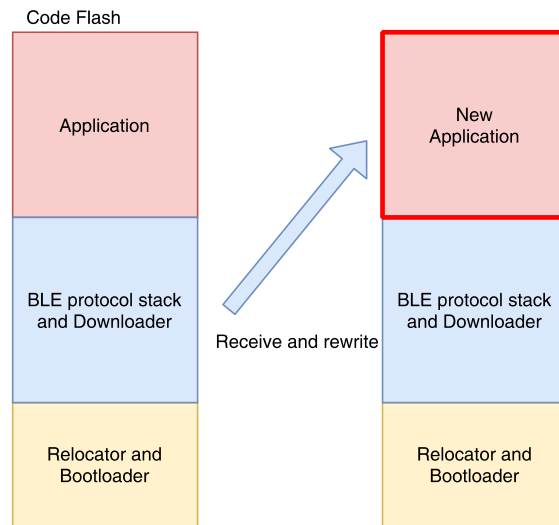 Code Flash
Application
BLE protocol stack
and Downloader
Relocator and
Bootloader
Receive and rewrite
New
Application
BLE protocol stack
and Downloader
Relocator and
Bootloader